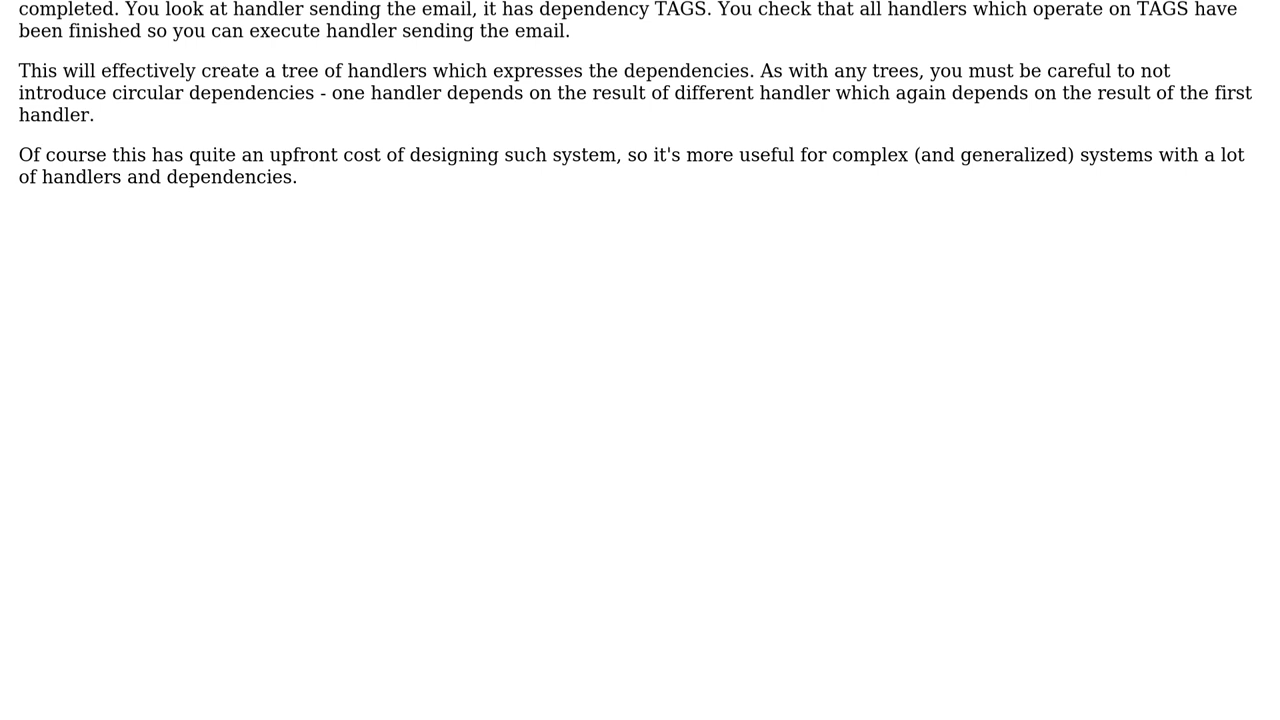 completed. You look at handler sending the email, it has dependency TAGS. You check that all handlers which operate on TAGS have
been finished so you can execute handler sending the email.
This will effectively create a tree of handlers which expresses the dependencies. As with any trees, you must be careful to not
introduce circular dependencies - one handler depends on the result of different handler which again depends on the result of the first
handler.
Of course this has quite an upfront cost of designing such system, so it's more useful for complex (and generalized) systems with a lot
of handlers and dependencies.